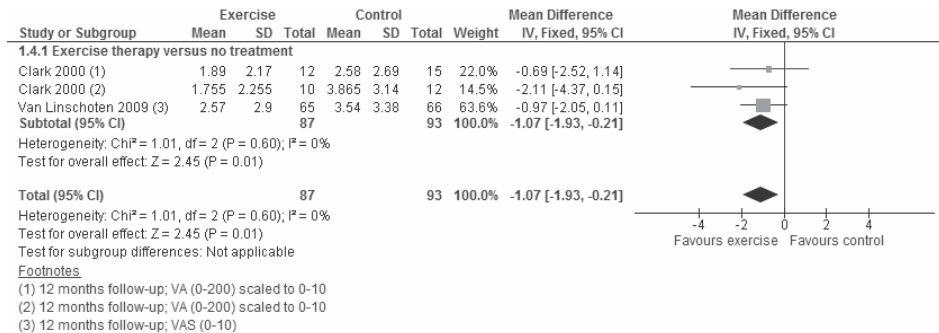 Exercise Control Mean Difference Mean Difference
Study or Subgroup Mean SD Total Mean SD Total Weight IV, Fixed, 95% CI IV, Fixed, 95% CI
1.4.1 Exercise therapy versus no treatment
Clark 2000 (1) 1.89 2.17 12 2.58 2.69 15 22.0% -0.69 [-2.52, 1.14]
Clark 2000 (2) 1.755 2.255 10 3.865 3.14 12 14.5% -2.11 [-4.37, 0.15]
Van Linschoten 2009 (3) 2.57 2.9 65 3.54 3.38 66 63.6% -0.97 [-2.05, 0.11]
Subtotal (95% CI) 87 93 100.0% -1.07 [-1.93, -0.21]
Heterogeneity: Chi² = 1.01, df = 2 (P = 0.60); I² = 0%
Test for overall effect: Z = 2.45 (P = 0.01)
Total (95% CI) 87 93 100.0% -1.07 [-1.93, -0.21]
Heterogeneity: Chi² = 1.01, df = 2 (P = 0.60); I² = 0%
Test for overall effect: Z = 2.45 (P = 0.01)
Test for subgroup differences: Not applicable
-4 -2 0 2 4
Favours exercise Favours control
Footnotes
(1) 12 months follow-up; VA (0-200) scaled to 0-10
(2) 12 months follow-up; VA (0-200) scaled to 0-10
(3) 12 months follow-up; VAS (0-10)